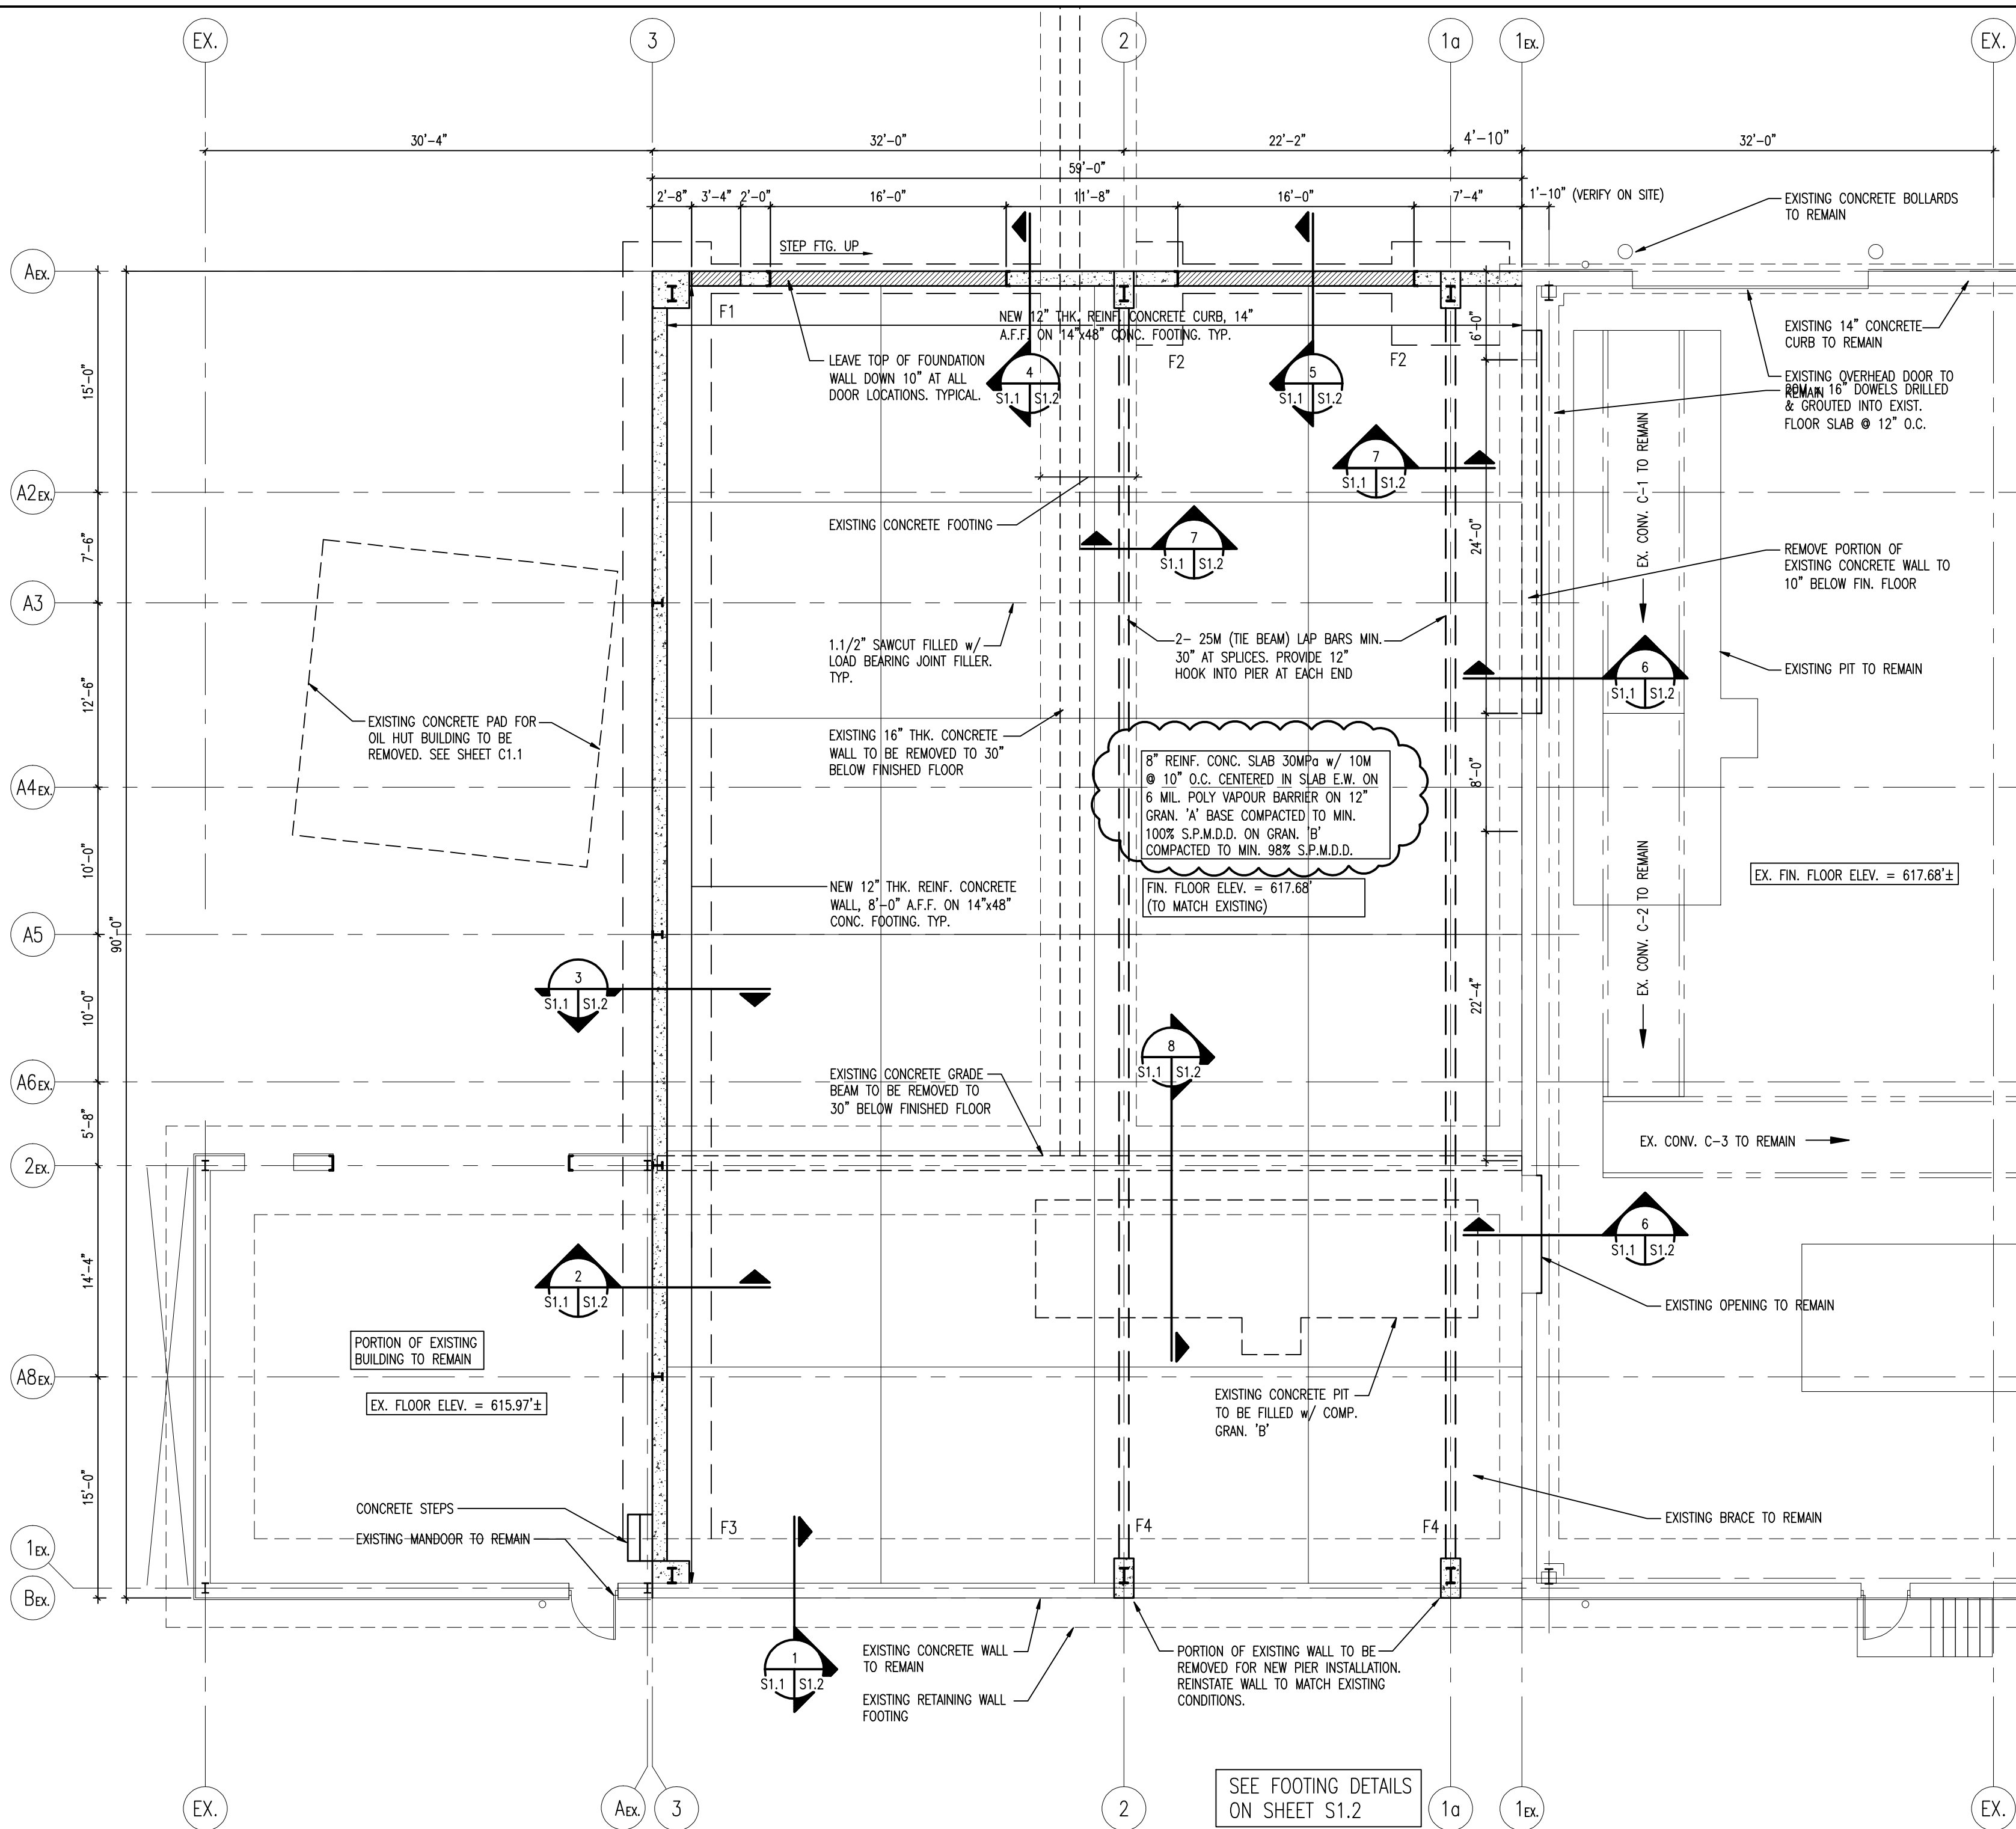 EX.
3
2
1a
1EX.
EX.
30'-4"
32'-0"
22'-2"
4'-10"
32'-0"
59'-0"
2'-8"
3'-4"
2'-0"
16'-0"
11'-8"
16'-0"
7'-4"
1'-10" (VERIFY ON SITE)
EXISTING CONCRETE BOLLARDS
TO REMAIN
STEP FTG. UP
AEX.
F1
NEW 12" THK. REINF. CONCRETE CURB, 14"
A.F.F. ON 14"x48" CONC. FOOTING. TYP.
6'-0"
EXISTING 14" CONCRETE
CURB TO REMAIN
LEAVE TOP OF FOUNDATION
WALL DOWN 10" AT ALL
DOOR LOCATIONS. TYPICAL.
F2
F2
4
S1.1
S1.2
5
S1.1
S1.2
EXISTING OVERHEAD DOOR TO
REMAIN
20M x 16" DOWELS DRILLED
& GROUTED INTO EXIST.
FLOOR SLAB @ 12" O.C.
15'-0"
EX. CONV. C-1 TO REMAIN
7
S1.1
S1.2
A2EX.
EXISTING CONCRETE FOOTING
7
S1.1
S1.2
7'-6"
24'-0"
REMOVE PORTION OF
EXISTING CONCRETE WALL TO
10" BELOW FIN. FLOOR
A3
1.1/2" SAWCUT FILLED w/
LOAD BEARING JOINT FILLER.
TYP.
2- 25M (TIE BEAM) LAP BARS MIN.
30" AT SPLICES. PROVIDE 12"
HOOK INTO PIER AT EACH END
6
S1.1
S1.2
EXISTING PIT TO REMAIN
12'-6"
EXISTING CONCRETE PAD FOR
OIL HUT BUILDING TO BE
REMOVED. SEE SHEET C1.1
EXISTING 16" THK. CONCRETE
WALL TO BE REMOVED TO 30"
BELOW FINISHED FLOOR
8" REINF. CONC. SLAB 30MPa w/ 10M
@ 10" O.C. CENTERED IN SLAB E.W. ON
6 MIL. POLY VAPOUR BARRIER ON 12"
GRAN. 'A' BASE COMPACTED TO MIN.
100% S.P.M.D.D. ON GRAN. 'B'
COMPACTED TO MIN. 98% S.P.M.D.D.
8'-0"
A4EX.
10'-0"
NEW 12" THK. REINF. CONCRETE
WALL, 8'-0" A.F.F. ON 14"x48"
CONC. FOOTING. TYP.
FIN. FLOOR ELEV. = 617.68'
(TO MATCH EXISTING)
EX. CONV. C-2 TO REMAIN
EX. FIN. FLOOR ELEV. = 617.68'±
A5
90'-0"
3
S1.1
S1.2
10'-0"
22'-4"
8
S1.1
S1.2
A6EX.
EXISTING CONCRETE GRADE
BEAM TO BE REMOVED TO
30" BELOW FINISHED FLOOR
5'-8"
EX. CONV. C-3 TO REMAIN
2EX.
6
S1.1
S1.2
14'-4"
2
S1.1
S1.2
EXISTING OPENING TO REMAIN
PORTION OF EXISTING
BUILDING TO REMAIN
A8EX.
EX. FLOOR ELEV. = 615.97'±
EXISTING CONCRETE PIT
TO BE FILLED w/ COMP.
GRAN. 'B'
15'-0"
CONCRETE STEPS
EXISTING MANDOOR TO REMAIN
F3
F4
F4
EXISTING BRACE TO REMAIN
1EX.
BEX.
1
S1.1
S1.2
EXISTING CONCRETE WALL
TO REMAIN
EXISTING RETAINING WALL
FOOTING
PORTION OF EXISTING WALL TO BE
REMOVED FOR NEW PIER INSTALLATION.
REINSTATE WALL TO MATCH EXISTING
CONDITIONS.
SEE FOOTING DETAILS
ON SHEET S1.2
EX.
AEX.
3
2
1a
1EX.
EX.